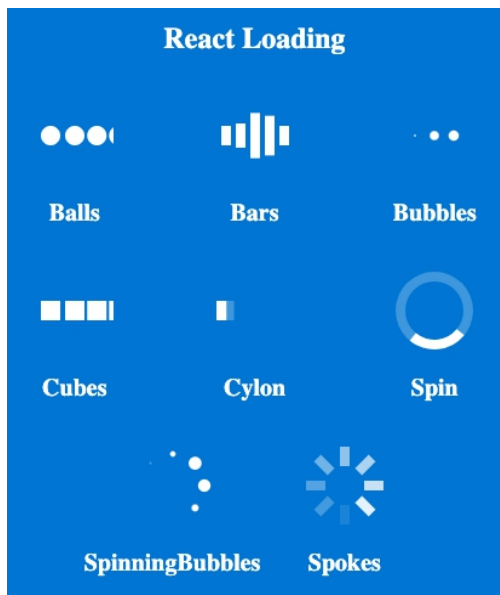 React Loading
Balls Bars Bubbles
Cubes Cylon Spin
SpinningBubbles Spokes